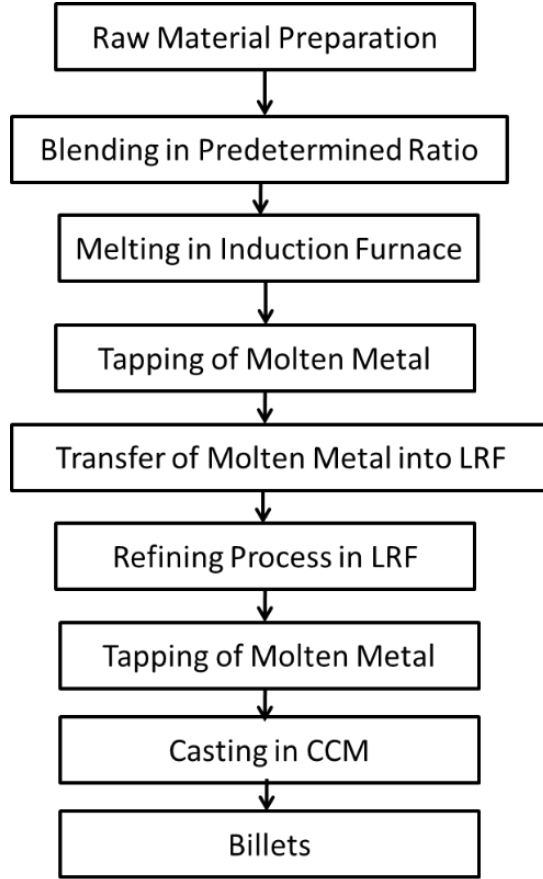 Raw Material Preparation
Blending in Predetermined Ratio
Melting in Induction Furnace
Tapping of Molten Metal
Transfer of Molten Metal into LRF
Refining Process in LRF
Tapping of Molten Metal
Casting in CCM
Billets